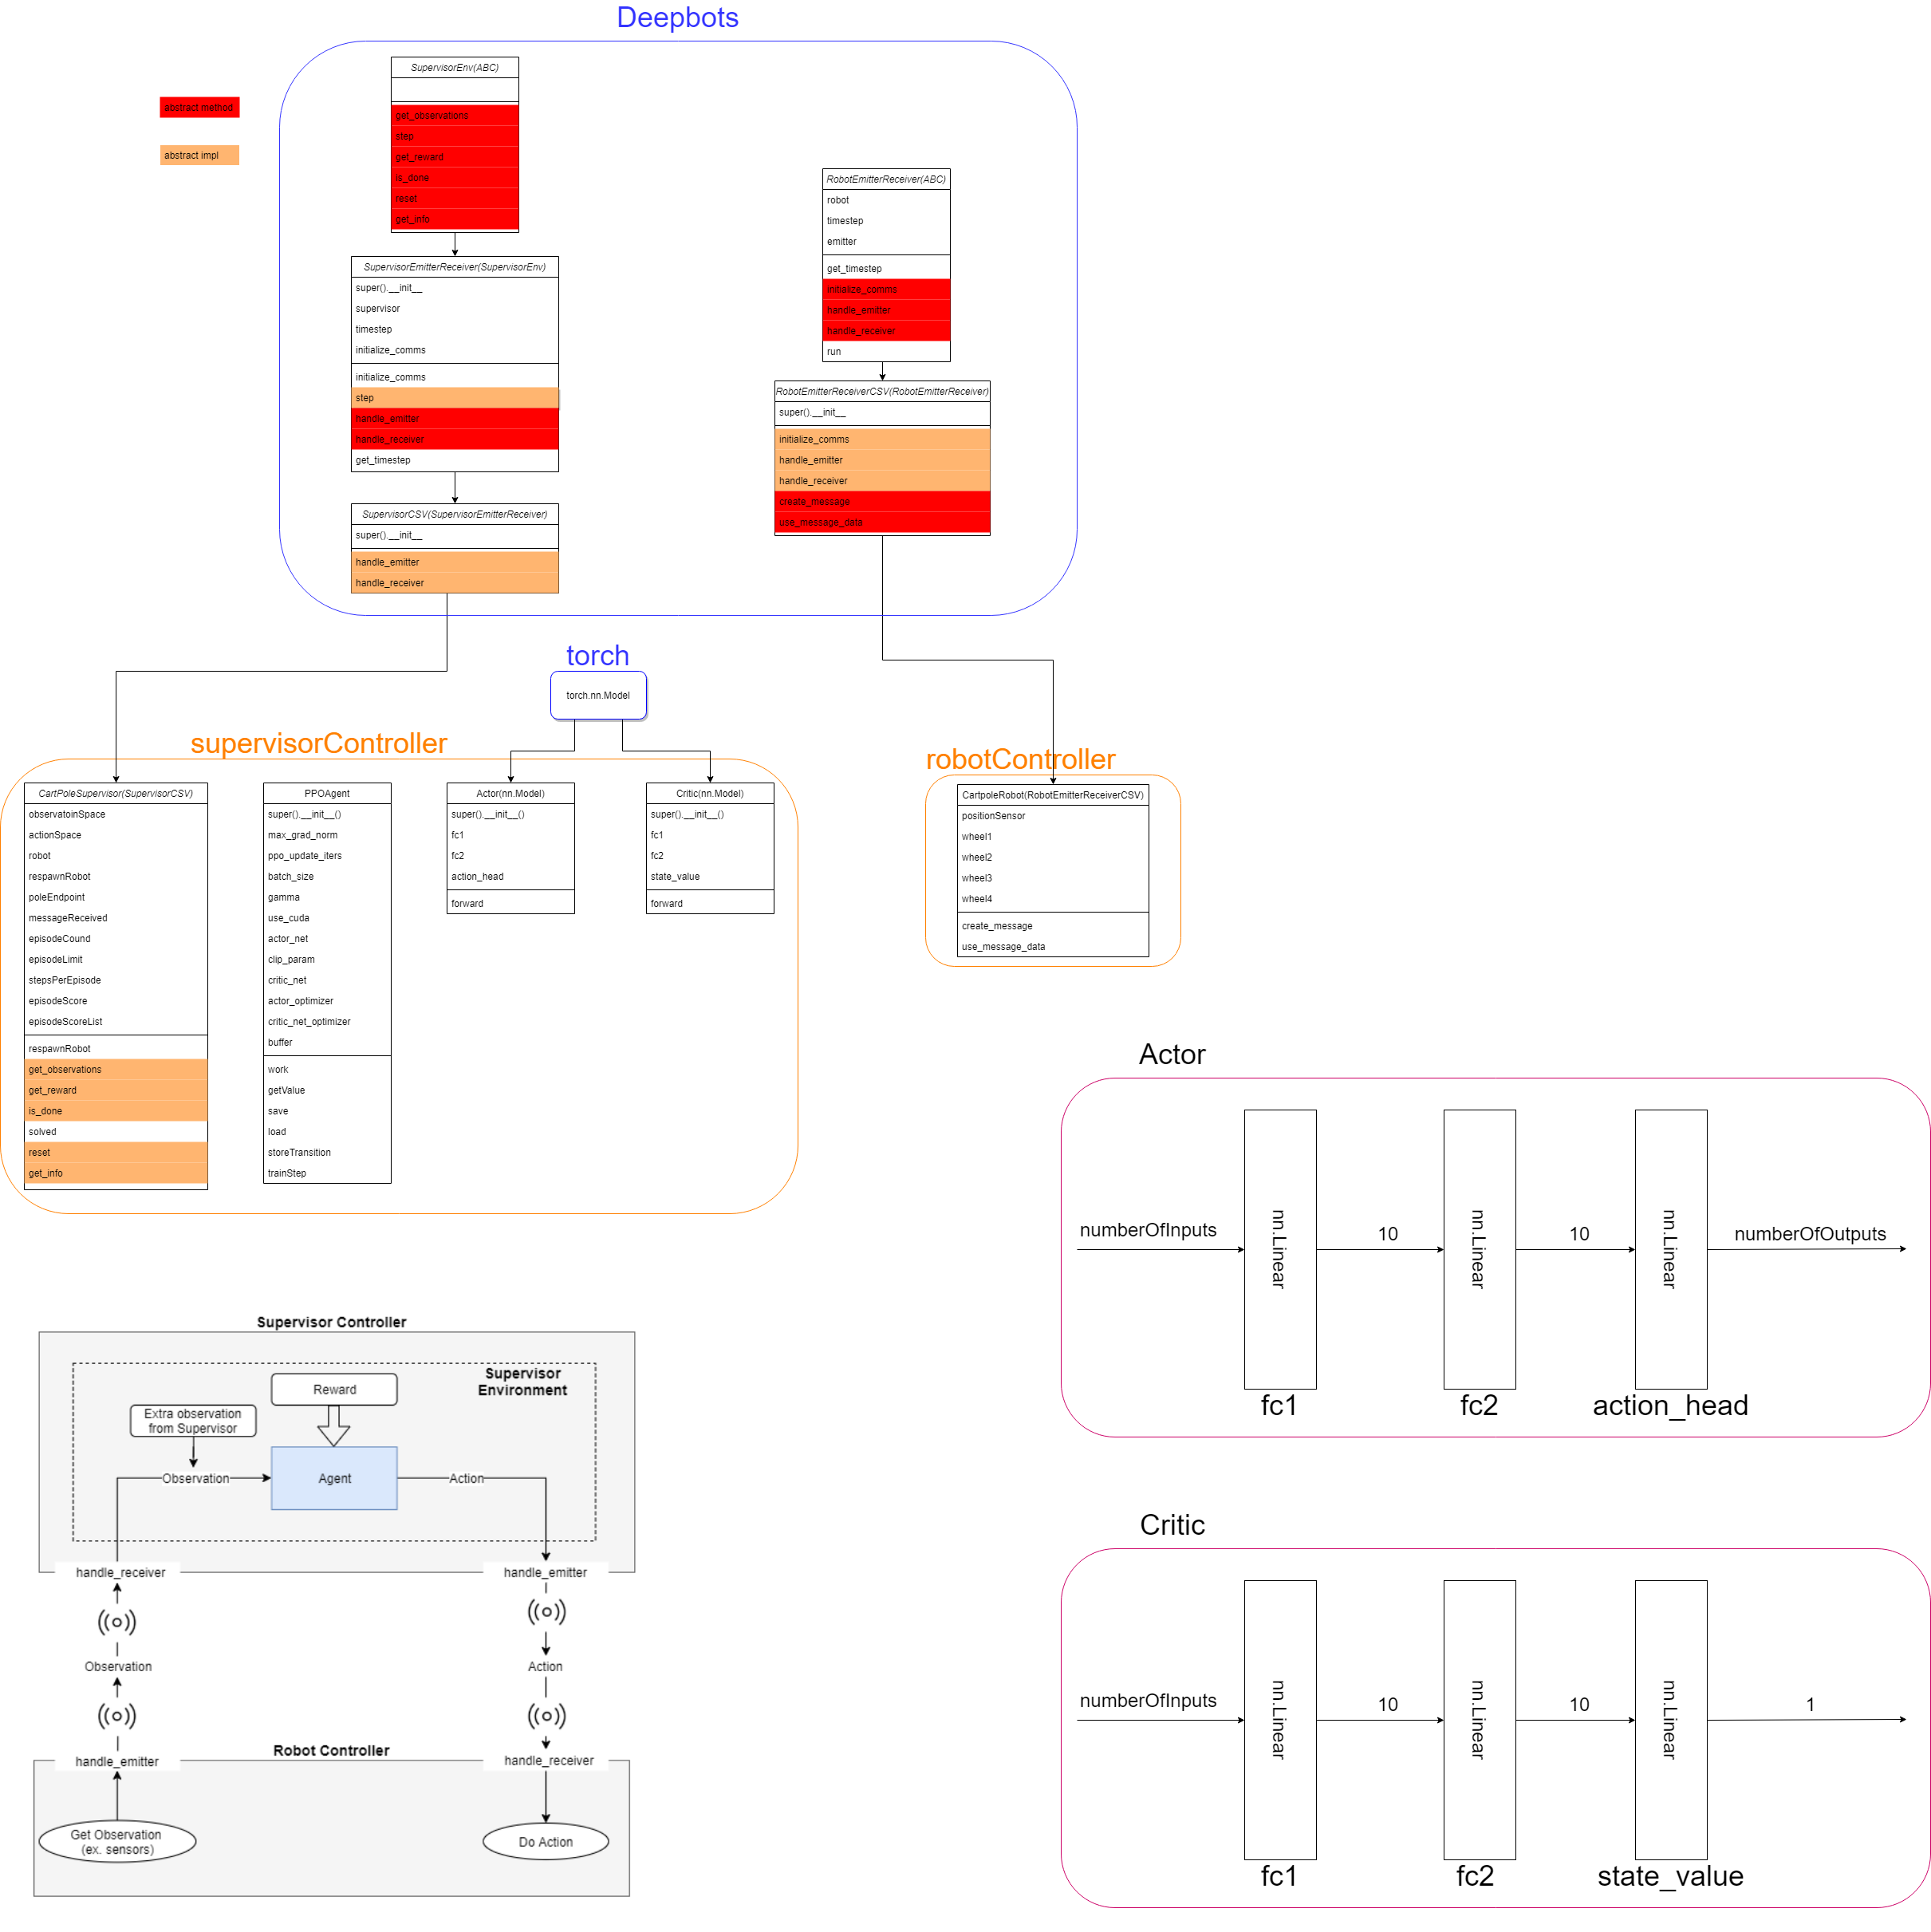 Deepbots
abstract method
abstract impl
SupervisorEnv(ABC)
get_observations
step
get_reward
is_done
reset
get_info
SupervisorEmitterReceiver(SupervisorEnv)
super().__init__
supervisor
timestep
initialize_comms
initialize_comms
step
handle_emitter
handle_receiver
get_timestep
SupervisorCSV(SupervisorEmitterReceiver)
super().__init__
handle_emitter
handle_receiver
RobotEmitterReceiver(ABC)
robot
timestep
emitter
get_timestep
initialize_comms
handle_emitter
handle_receiver
run
RobotEmitterReceiverCSV(RobotEmitterReceiver)
super().__init__
initialize_comms
handle_emitter
handle_receiver
create_message
use_message_data
torch
torch.nn.Model
supervisorController
CartPoleSupervisor(SupervisorCSV)
observatoinSpace
actionSpace
robot
respawnRobot
poleEndpoint
messageReceived
episodeCound
episodeLimit
stepsPerEpisode
episodeScore
episodeScoreList
respawnRobot
get_observations
get_reward
is_done
solved
reset
get_info
PPOAgent
super().__init__()
max_grad_norm
ppo_update_iters
batch_size
gamma
use_cuda
actor_net
clip_param
critic_net
actor_optimizer
critic_net_optimizer
buffer
work
getValue
save
load
storeTransition
trainStep
Actor(nn.Model)
super().__init__()
fc1
fc2
action_head
forward
Critic(nn.Model)
super().__init__()
fc1
fc2
state_value
forward
robotController
CartpoleRobot(RobotEmitterReceiverCSV)
positionSensor
wheel1
wheel2
wheel3
wheel4
create_message
use_message_data
Actor
numberOfInputs
nn.Linear
10
nn.Linear
10
nn.Linear
numberOfOutputs
fc1
fc2
action_head
Supervisor Controller
Supervisor
Environment
Reward
Extra observation
from Supervisor
Observation
Agent
Action
handle_receiver
handle_emitter
Observation
Action
handle_emitter
Robot Controller
handle_receiver
Get Observation
(ex. sensors)
Do Action
Critic
numberOfInputs
nn.Linear
10
nn.Linear
10
nn.Linear
1
fc1
fc2
state_value